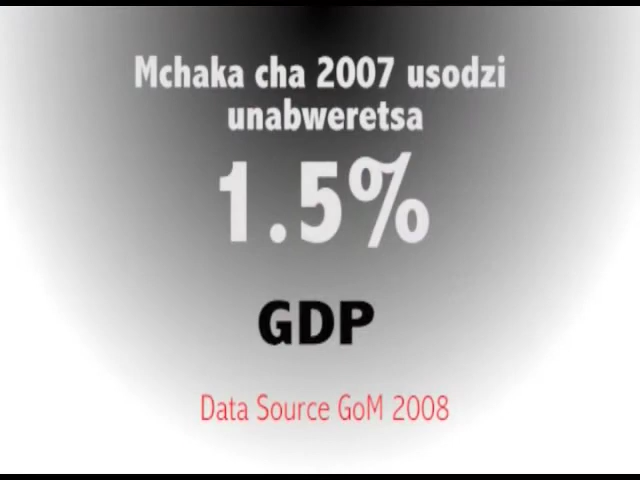 Mchaka cha 2007 usodzi
unabweretsa
1.5%
GDP
Data Source GoM 2008